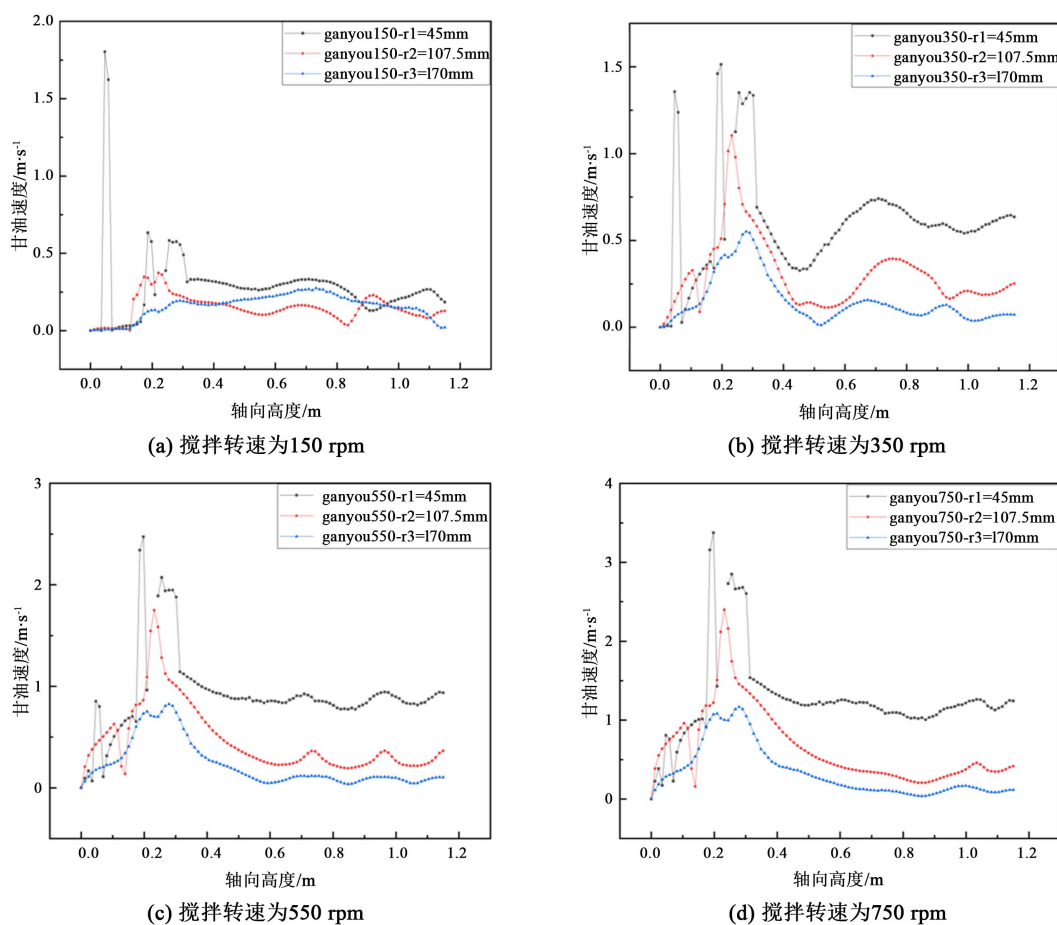 2.0
1.5
1.0
0.5
0.0
甘油速度/m·s⁻¹
ganyou150-r1=45mm
ganyou150-r2=107.5mm
ganyou150-r3=l70mm
0.0 0.2 0.4 0.6 0.8 1.0 1.2
轴向高度/m
(a) 搅拌转速为150 rpm
1.5
1.0
0.5
0.0
甘油速度/m·s⁻¹
ganyou350-r1=45mm
ganyou350-r2=107.5mm
ganyou350-r3=l70mm
0.0 0.2 0.4 0.6 0.8 1.0 1.2
轴向高度/m
(b) 搅拌转速为350 rpm
3
2
1
0
甘油速度/m·s⁻¹
ganyou550-r1=45mm
ganyou550-r2=107.5mm
ganyou550-r3=l70mm
0.0 0.2 0.4 0.6 0.8 1.0 1.2
轴向高度/m
(c) 搅拌转速为550 rpm
4
3
2
1
0
甘油速度/m·s⁻¹
ganyou750-r1=45mm
ganyou750-r2=107.5mm
ganyou750-r3=l70mm
0.0 0.2 0.4 0.6 0.8 1.0 1.2
轴向高度/m
(d) 搅拌转速为750 rpm